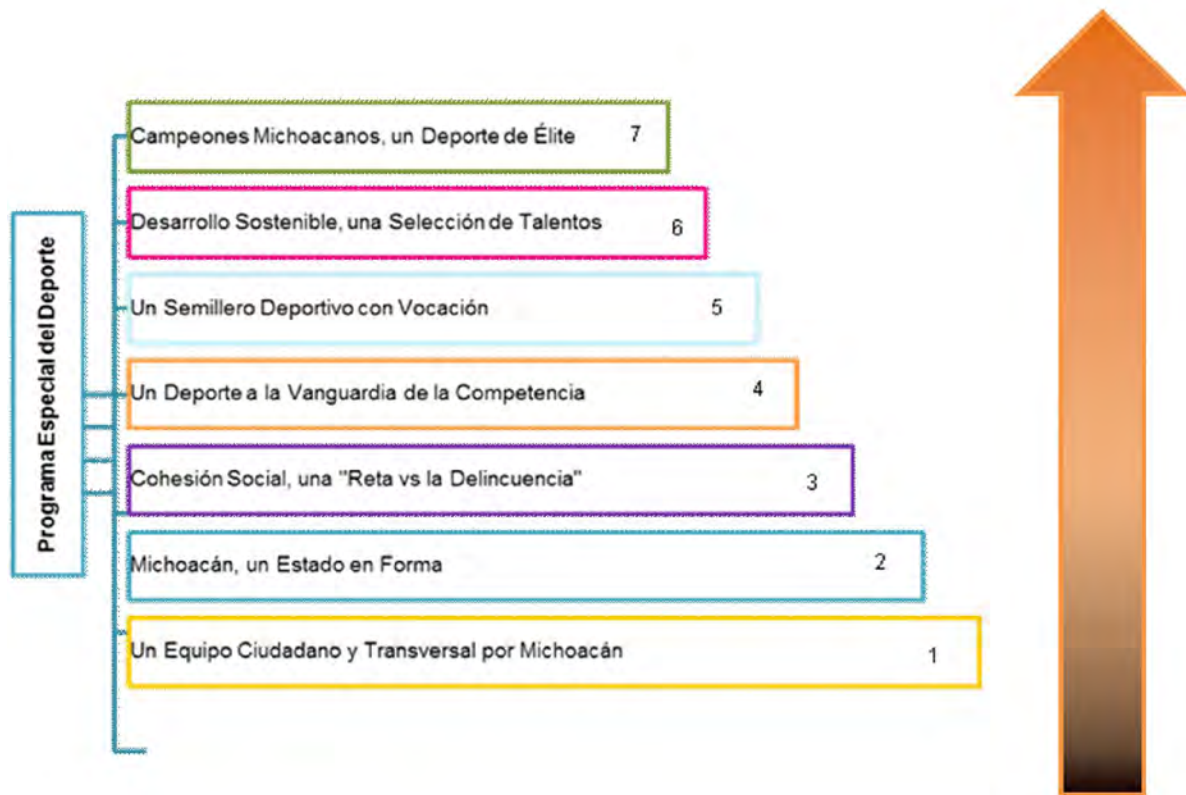 Campeones Michoacanos, un Deporte de Élite 7
Desarrollo Sostenible, una Selección de Talentos 6
Un Semillero Deportivo con Vocación 5
Programa Especial del Deporte
Un Deporte a la Vanguardia de la Competencia 4
Cohesión Social, una "Reta vs la Delincuencia" 3
Michoacán, un Estado en Forma 2
Un Equipo Ciudadano y Transversal por Michoacán 1